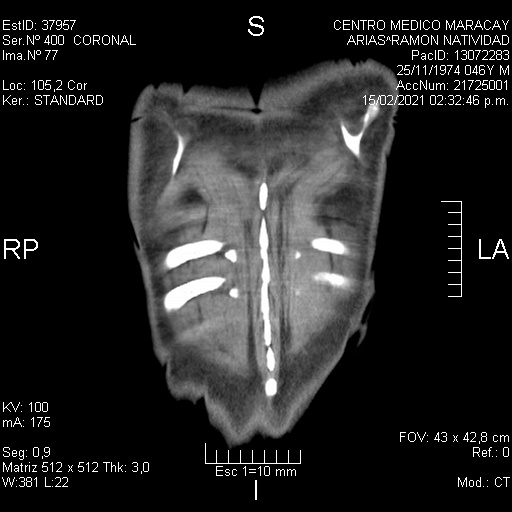 EstID: 37957
Ser.Nº 400 CORONAL
Ima.Nº 77
Loc: 105,2 Cor
Ker.: STANDARD
S
CENTRO MEDICO MARACAY
ARIAS^RAMON NATIVIDAD
PacID: 13072283
25/11/1974 046Y M
AccNum: 21725001
15/02/2021 02:32:46 p.m.
RP
LA
KV: 100
mA: 175
Seg: 0,9
Matriz 512 x 512 Thk: 3,0
W:381 L:22
Esc 1=10 mm
I
FOV: 43 x 42,8 cm
Ref.: 0
Mod.: CT